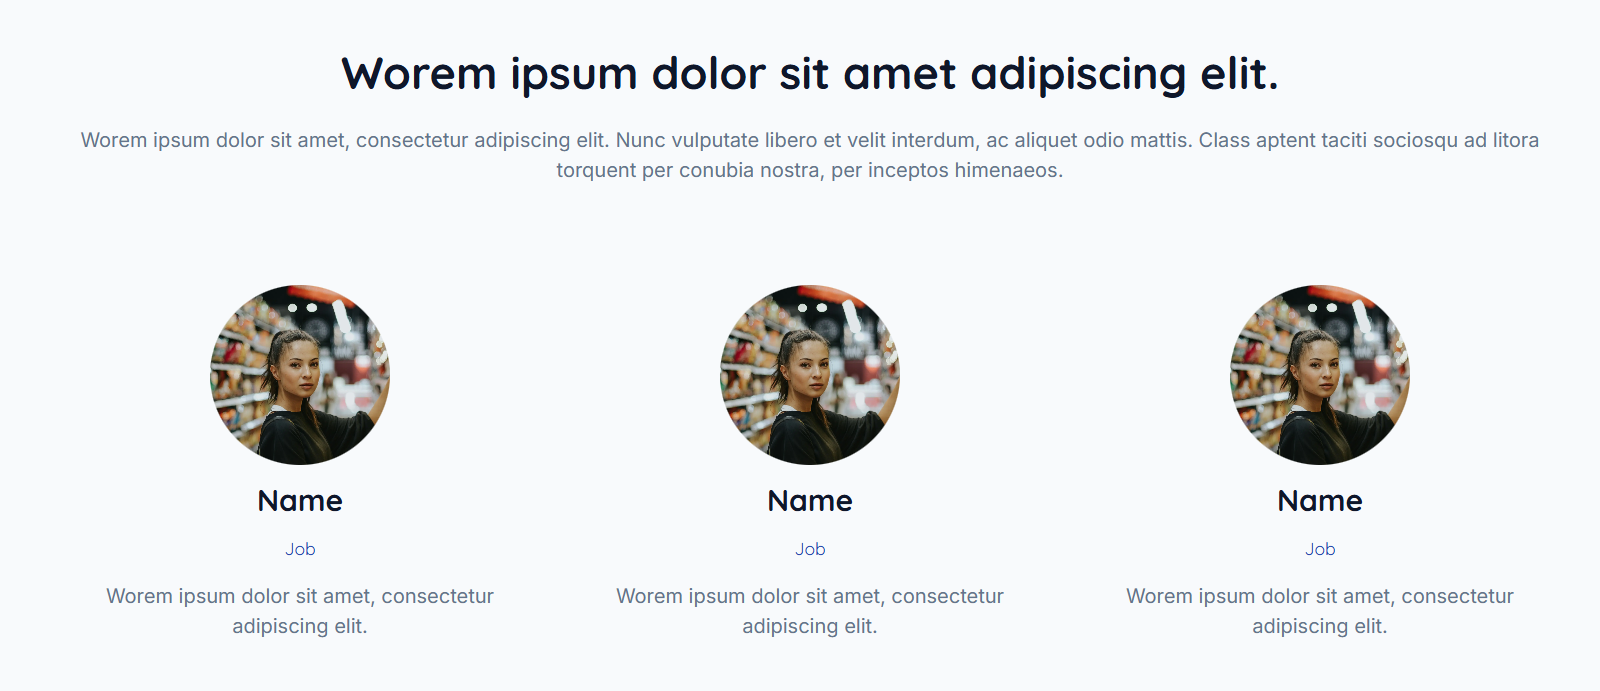 Worem ipsum dolor sit amet adipiscing elit.
Worem ipsum dolor sit amet, consectetur adipiscing elit. Nunc vulputate libero et velit interdum, ac aliquet odio mattis. Class aptent taciti sociosqu ad litora
torquent per conubia nostra, per inceptos himenaeos.
Name
Job
Worem ipsum dolor sit amet, consectetur
adipiscing elit.
Name
Job
Worem ipsum dolor sit amet, consectetur
adipiscing elit.
Name
Job
Worem ipsum dolor sit amet, consectetur
adipiscing elit.